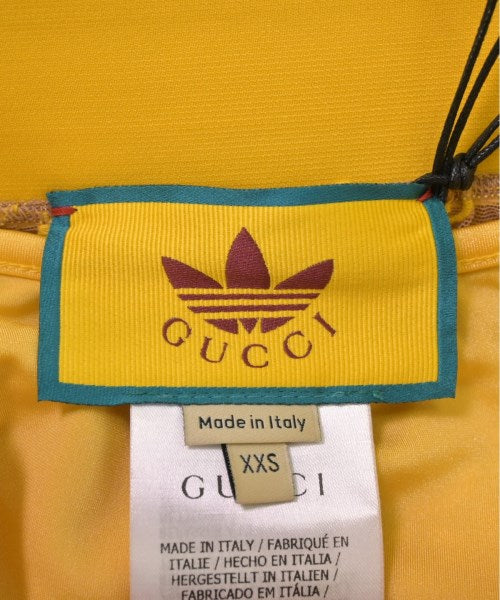 GUCCI
Made in Italy
XXS
GUCCI
MADE IN ITALY / FABRIQUÉ EN
ITALIE / HECHO EN ITALIA /
HERGESTELLT IN ITALIEN /
FABRICADO EM ITÁLIA /